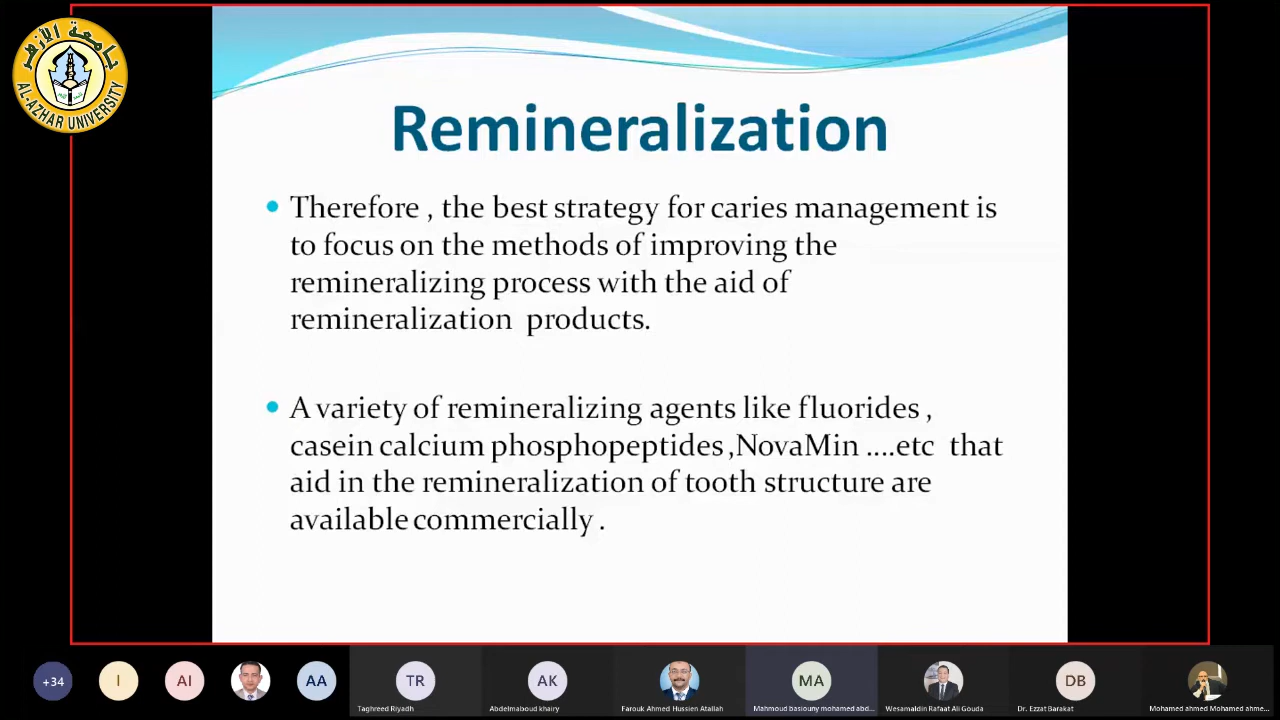 جامعة الأزهر
AL-AZHAR UNIVERSITY
Remineralization
Therefore , the best strategy for caries management is
to focus on the methods of improving the
remineralizing process with the aid of
remineralization products.
A variety of remineralizing agents like fluorides ,
casein calcium phosphopeptides ,NovaMin ....etc that
aid in the remineralization of tooth structure are
available commercially .
+34
I
AI
AA
TR
AK
MA
DB
Taghreed Riyadh
Abdelmaboud khairy
Farouk Ahmed Hussien Atallah
Mahmoud basiouny mohamed abd...
Wesamaldin Rafaat Ali Gouda
Dr. Ezzat Barakat
Mohamed ahmed Mohamed ahme...